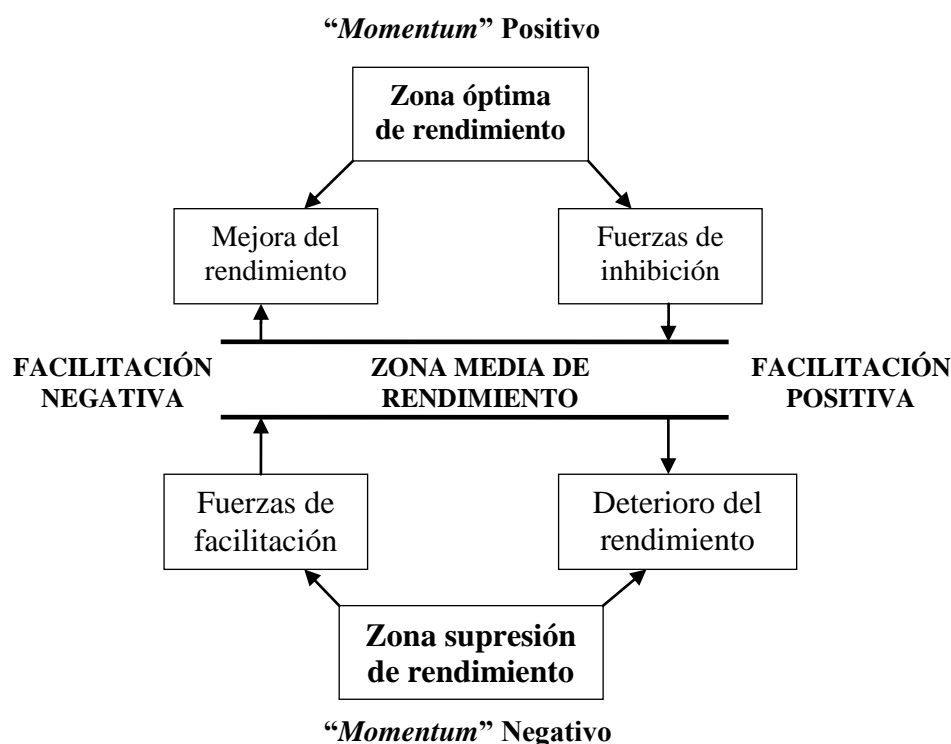 “Momentum” Positivo
Zona óptima
de rendimiento
Mejora del
rendimiento
Fuerzas de
inhibición
FACILITACIÓN
NEGATIVA
ZONA MEDIA DE
RENDIMIENTO
FACILITACIÓN
POSITIVA
Fuerzas de
facilitación
Deterioro del
rendimiento
Zona supresión
de rendimiento
“Momentum” Negativo